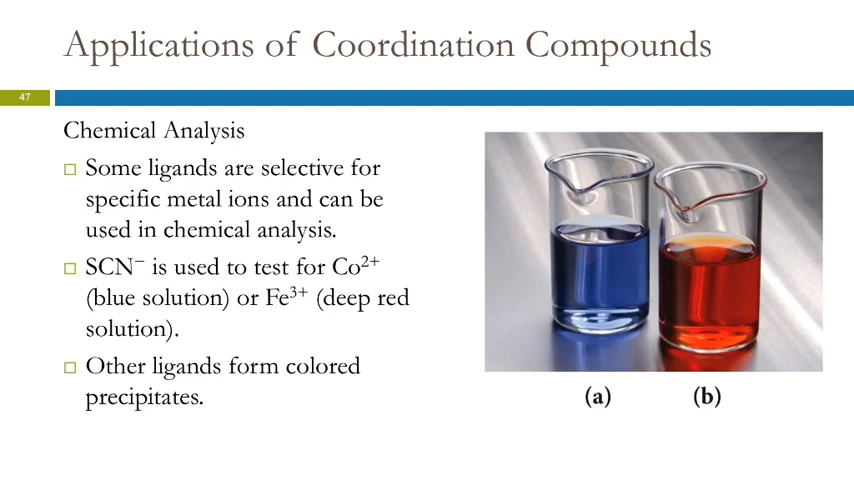 Applications of Coordination Compounds
47
Chemical Analysis
Some ligands are selective for
specific metal ions and can be
used in chemical analysis.
SCN⁻ is used to test for Co²⁺
(blue solution) or Fe³⁺ (deep red
solution).
Other ligands form colored
precipitates.
(a) (b)